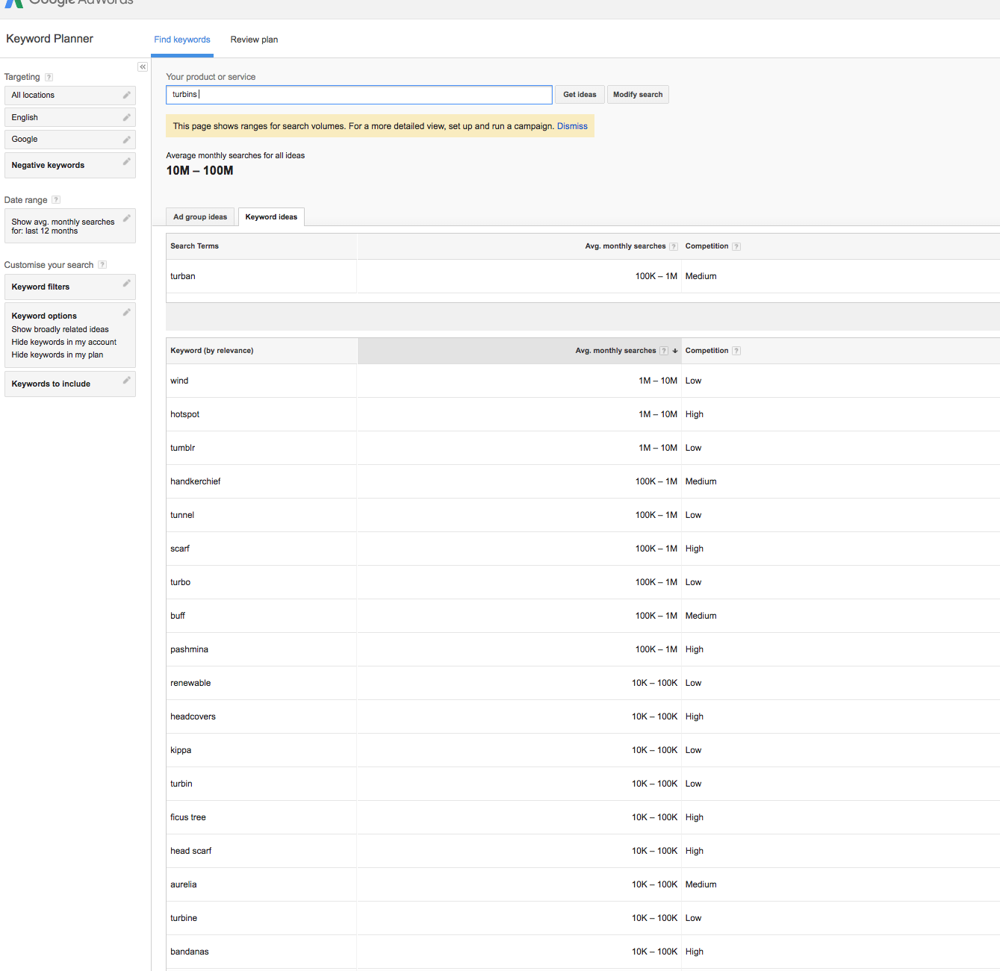 Google AdWords
Keyword Planner
Find keywords
Review plan
«
Targeting ?
All locations
English
Google
Negative keywords
Date range ?
Show avg. monthly searches
for: last 12 months
Customise your search ?
Keyword filters
Keyword options
Show broadly related ideas
Hide keywords in my account
Hide keywords in my plan
Keywords to include
Your product or service
turbins
Get ideas
Modify search
This page shows ranges for search volumes. For a more detailed view, set up and run a campaign. Dismiss
Average monthly searches for all ideas
10M – 100M
Ad group ideas
Keyword ideas
Search Terms Avg. monthly searches ? Competition ?
turban 100K – 1M Medium
Keyword (by relevance) Avg. monthly searches ? Competition ?
wind 1M – 10M Low
hotspot 1M – 10M High
tumblr 1M – 10M Low
handkerchief 100K – 1M Medium
tunnel 100K – 1M Low
scarf 100K – 1M High
turbo 100K – 1M Low
buff 100K – 1M Medium
pashmina 100K – 1M High
renewable 10K – 100K Low
headcovers 10K – 100K High
kippa 10K – 100K Low
turbin 10K – 100K Low
ficus tree 10K – 100K High
head scarf 10K – 100K High
aurelia 10K – 100K Medium
turbine 10K – 100K Low
bandanas 10K – 100K High